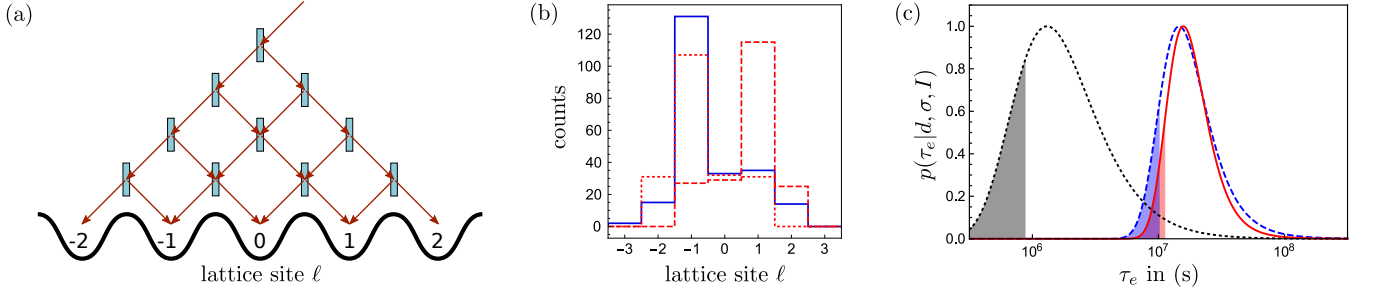 (a)
-2 -1 0 1 2
lattice site ℓ
(b)
counts
120
100
80
60
40
20
0
−3 −2 −1 0 1 2 3
lattice site ℓ
(c)
p(τₑ|d, σ, I)
1.0
0.8
0.6
0.4
0.2
0.0
10⁶ 10⁷ 10⁸
τₑ in (s)